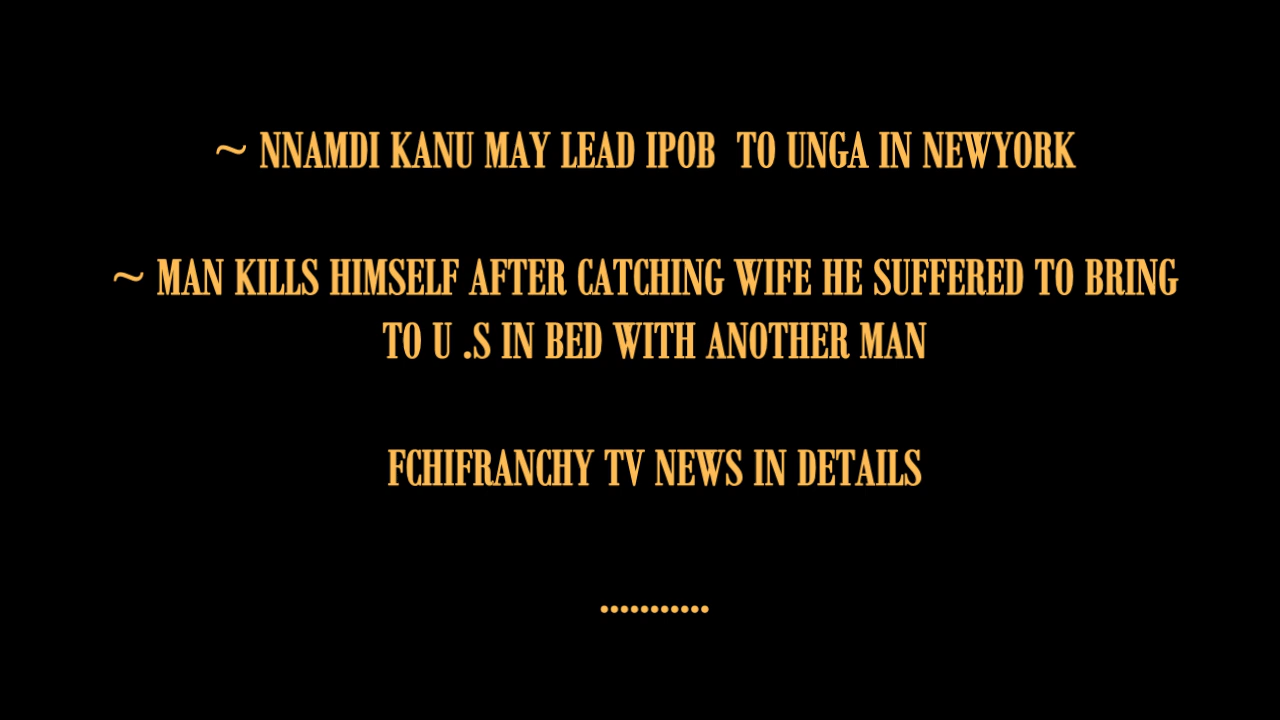 ~ NNAMDI KANU MAY LEAD IPOB  TO UNGA IN NEWYORK
~ MAN KILLS HIMSELF AFTER CATCHING WIFE HE SUFFERED TO BRING
TO U .S IN BED WITH ANOTHER MAN
FCHIFRANCHY TV NEWS IN DETAILS
...........